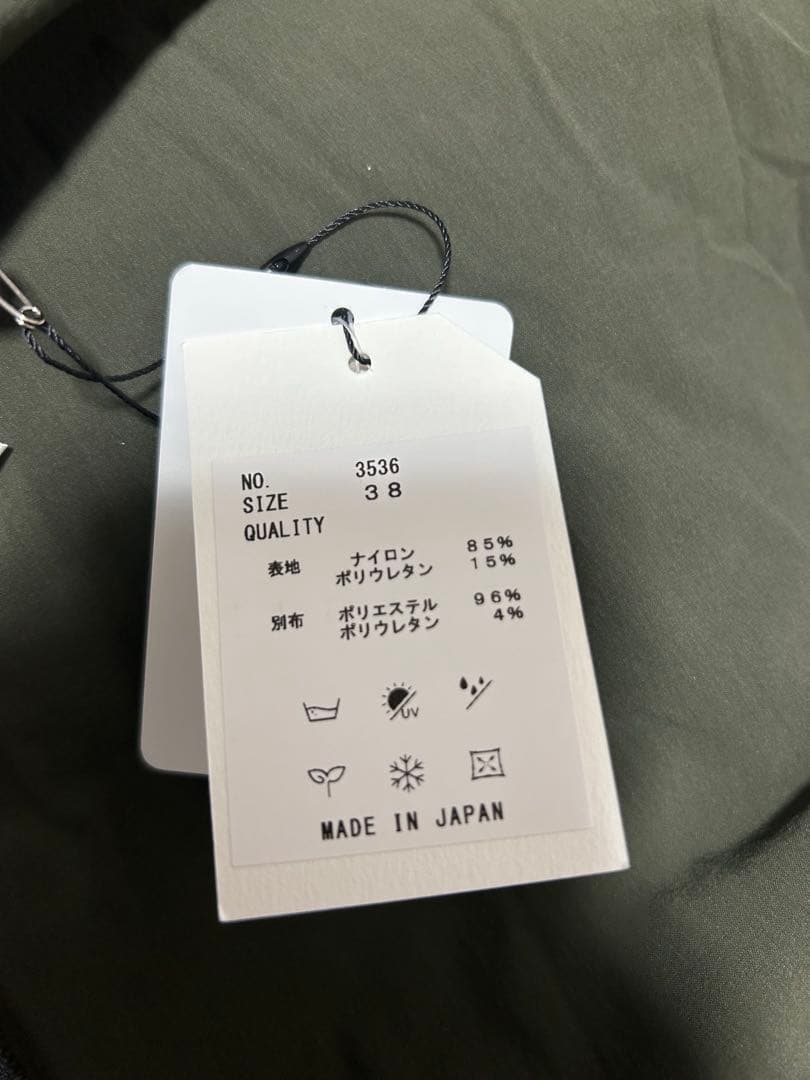 NO. 3536
SIZE 38
QUALITY
表地 ナイロン 85%
ポリウレタン 15%
別布 ポリエステル 96%
ポリウレタン 4%
UV
MADE IN JAPAN